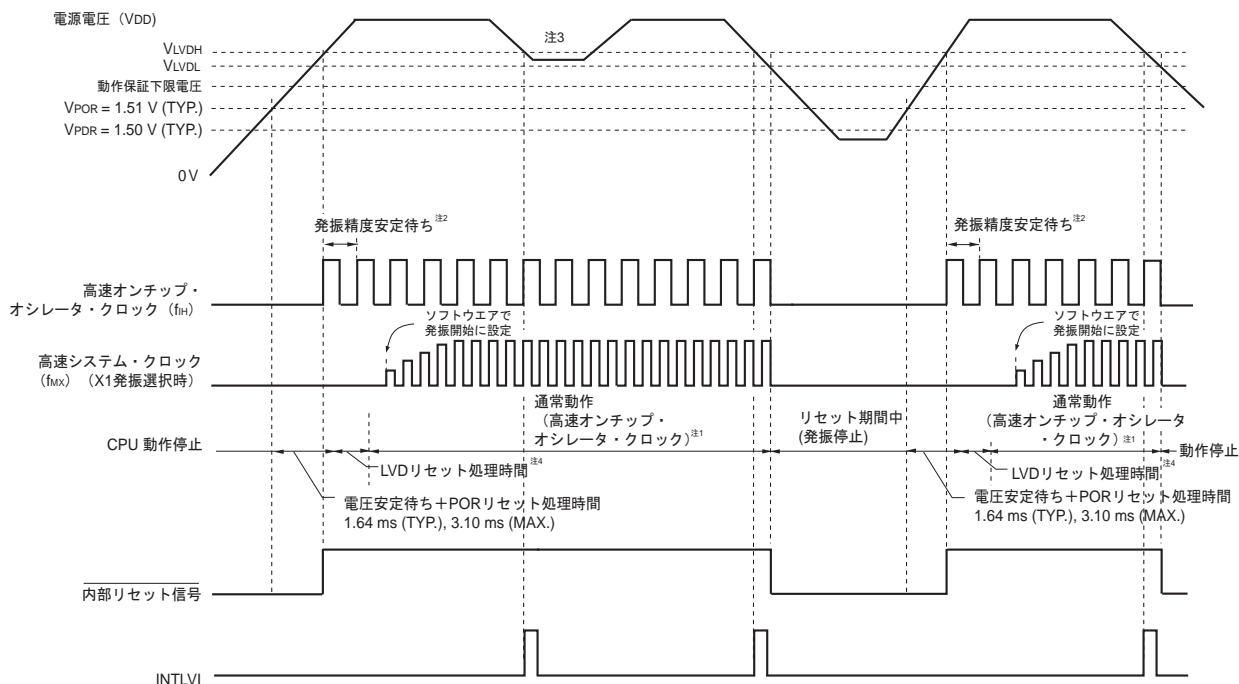 電源電圧（VDD）
注3
VLVDH
VLVDL
動作保証下限電圧
VPOR = 1.51 V (TYP.)
VPDR = 1.50 V (TYP.)
0 V
発振精度安定待ち 注2
発振精度安定待ち 注2
高速オンチップ・
オシレータ・クロック（fIH）
ソフトウエアで
発振開始に設定
ソフトウエアで
発振開始に設定
高速システム・クロック
（fMX）（X1発振選択時）
通常動作
（高速オンチップ・
オシレータ・クロック）注1
リセット期間中
(発振停止)
通常動作
（高速オンチップ・オシレータ
・クロック）注1
CPU 動作停止
動作停止
LVDリセット処理時間 注4
LVDリセット処理時間 注4
電圧安定待ち＋PORリセット処理時間
1.64 ms (TYP.), 3.10 ms (MAX.)
電圧安定待ち＋PORリセット処理時間
1.64 ms (TYP.), 3.10 ms (MAX.)
内部リセット信号
INTLVI